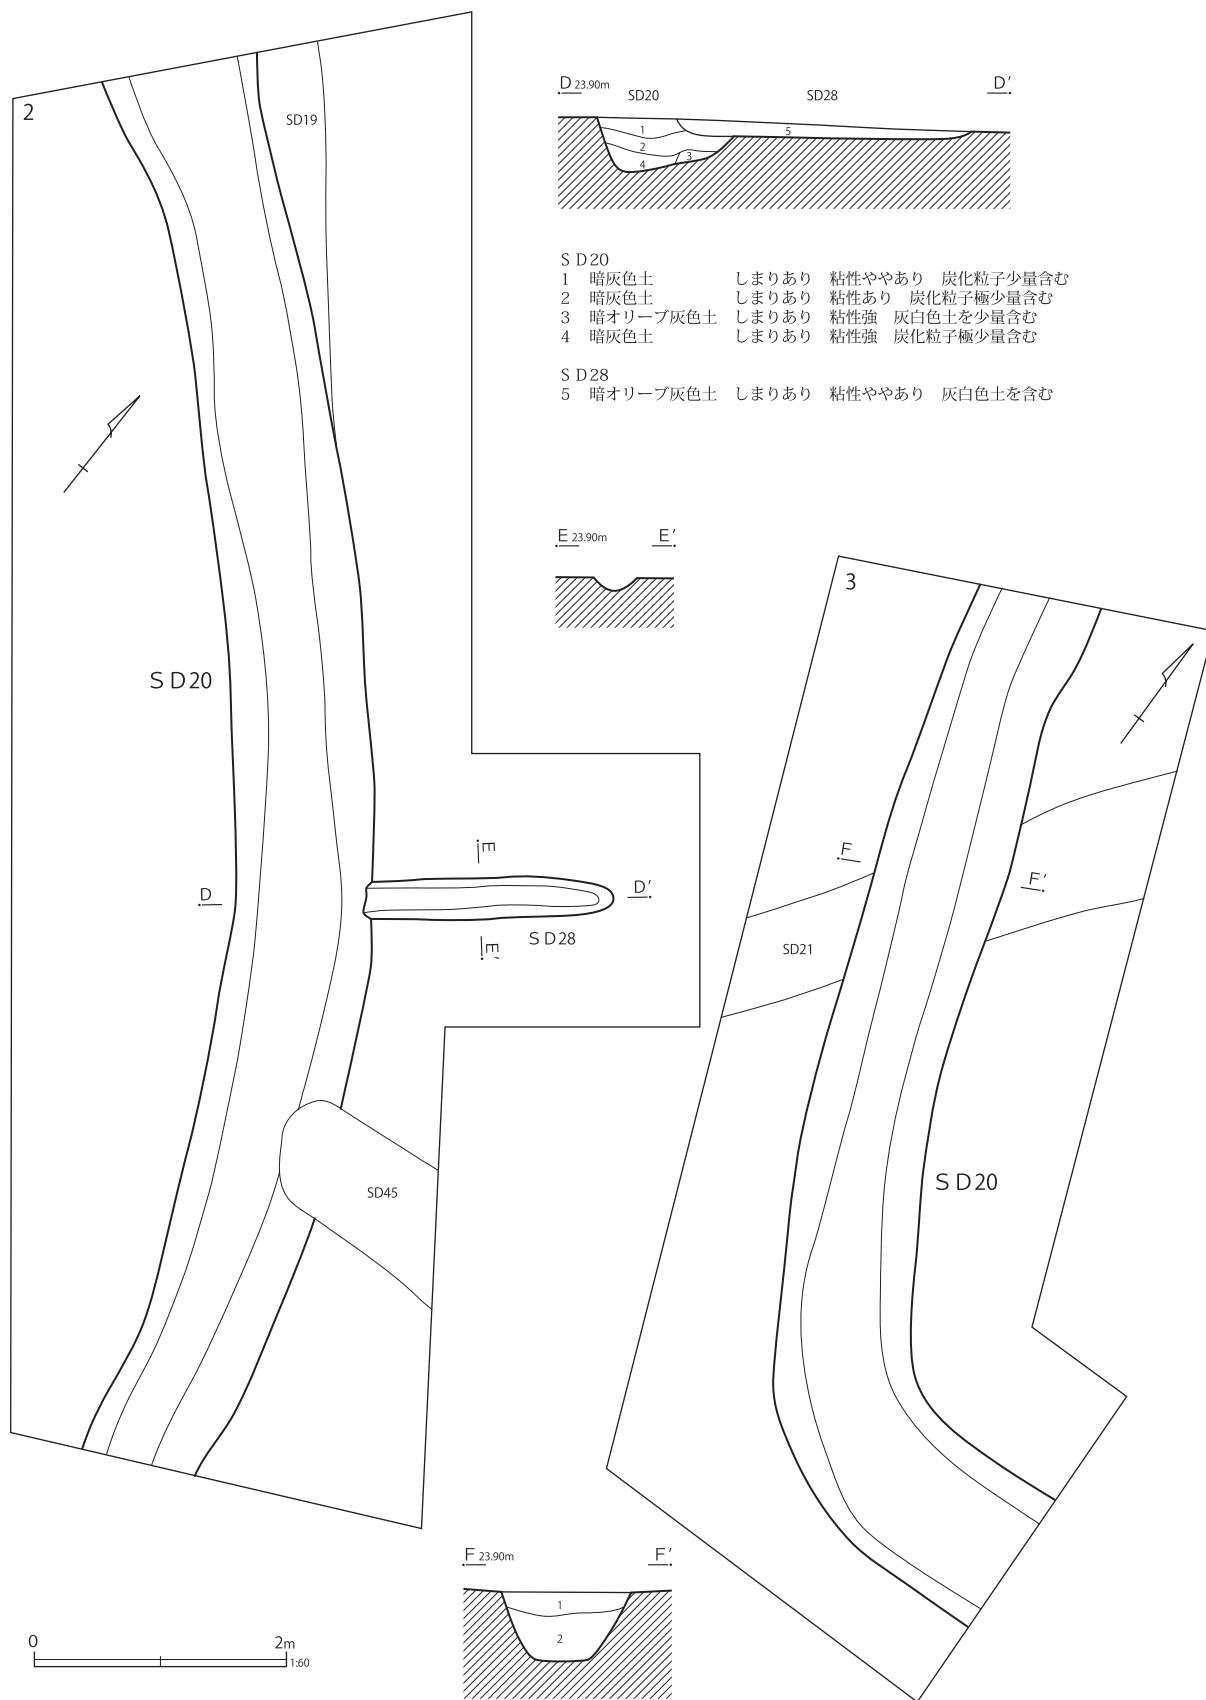 2
SD19
D 23.90m
D′
SD20
SD28
1
2
3
4
5
ＳＤ20
1 暗灰色土 しまりあり 粘性ややあり 炭化粒子少量含む
2 暗灰色土 しまりあり 粘性あり 炭化粒子極少量含む
3 暗オリーブ灰色土 しまりあり 粘性強 灰白色土を少量含む
4 暗灰色土 しまりあり 粘性強 炭化粒子極少量含む
ＳＤ28
5 暗オリーブ灰色土 しまりあり 粘性ややあり 灰白色土を含む
E 23.90m
E′
3
ＳＤ20
E
D
D′
E′
ＳＤ28
F
F′
SD21
SD45
ＳＤ20
F 23.90m
F′
1
2
0
2m
1:60